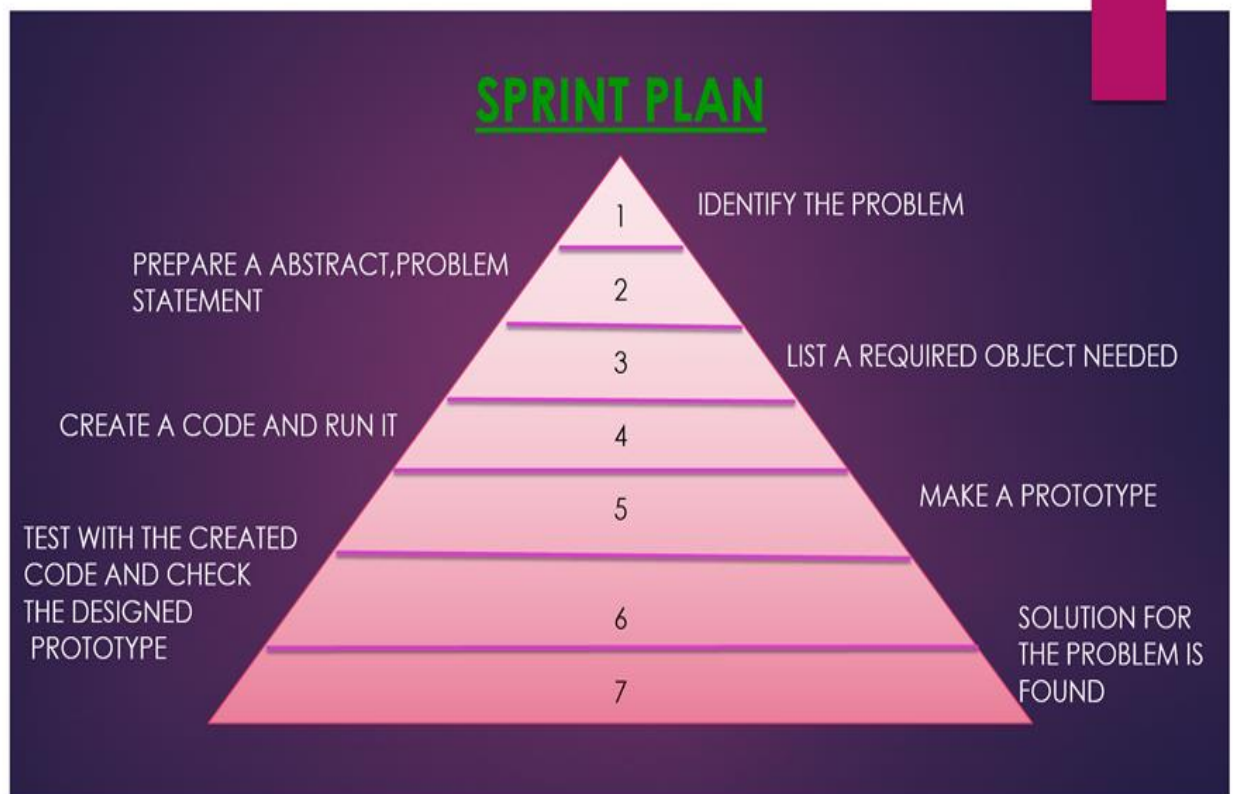 SPRINT PLAN
1
IDENTIFY THE PROBLEM
PREPARE A ABSTRACT,PROBLEM
STATEMENT
2
3
LIST A REQUIRED OBJECT NEEDED
CREATE A CODE AND RUN IT
4
5
MAKE A PROTOTYPE
TEST WITH THE CREATED
CODE AND CHECK
THE DESIGNED
PROTOTYPE
6
SOLUTION FOR
THE PROBLEM IS
FOUND
7